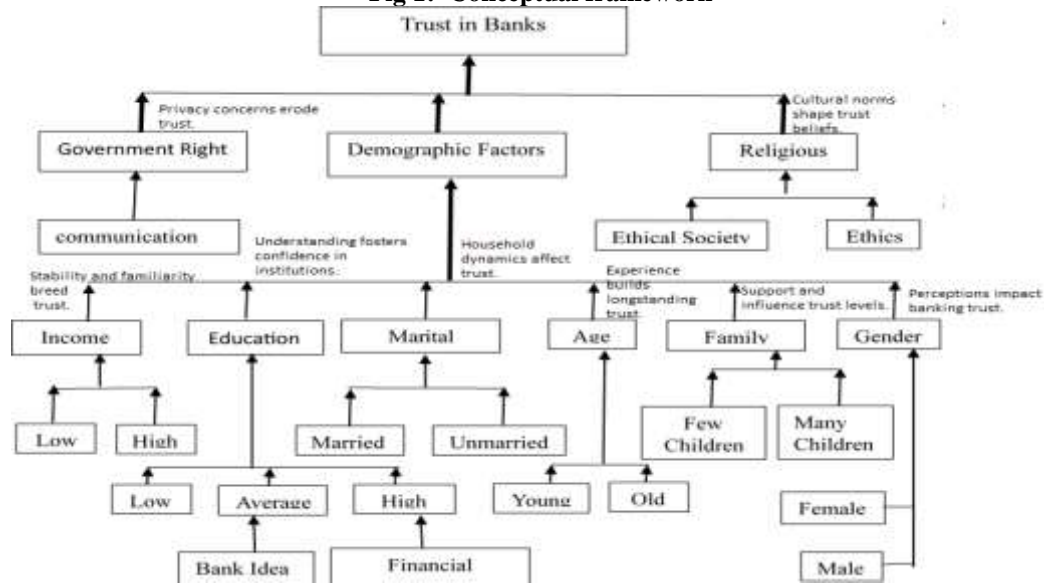 Fig 2: Conceptual framework
Trust in Banks
Privacy concerns erode
trust.
Cultural norms
shape trust
beliefs.
Government Right
Demographic Factors
Religious
communication
Ethical Society
Ethics
Understanding fosters
confidence in
institutions.
Household
dynamics affect
trust.
Stability and familiarity
breed
trust.
Experience
builds
longstanding
trust
Support and
influence trust levels.
Perceptions impact
banking trust.
Income
Education
Marital
Age
Family
Gender
Low
High
Married
Unmarried
Few
Children
Many
Children
Low
Average
High
Young
Old
Female
Bank Idea
Financial
Male